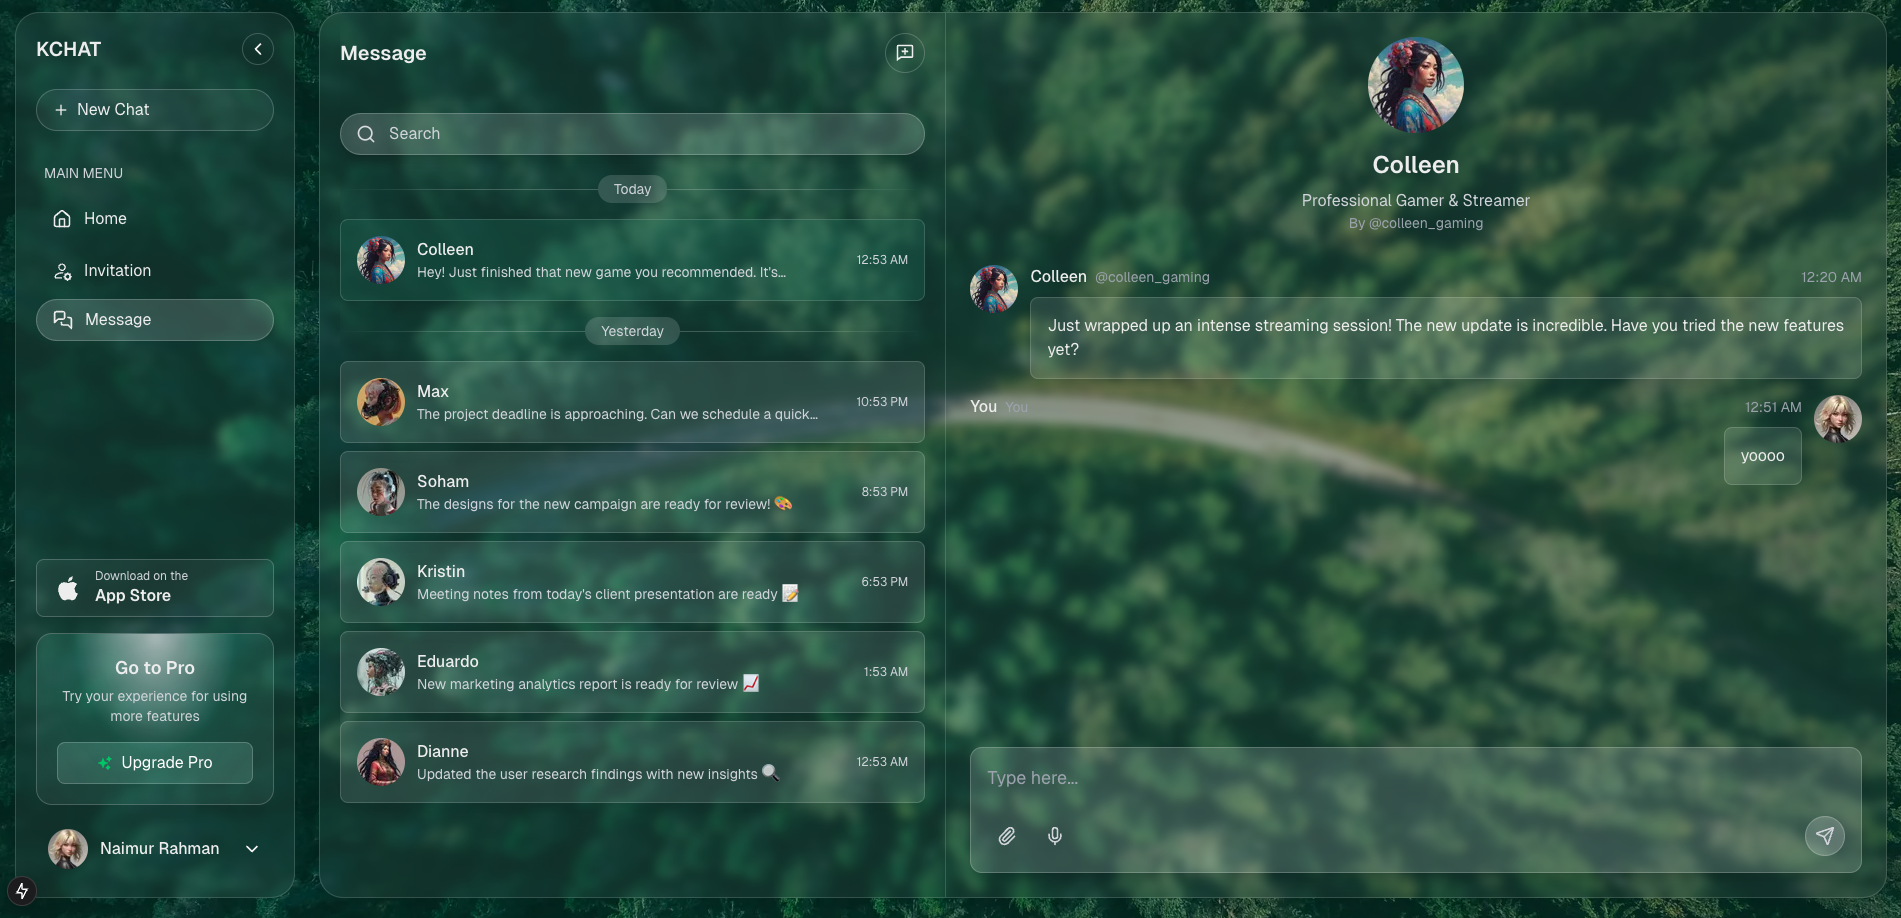 KCHAT
New Chat
MAIN MENU
Home
Invitation
Message
Download on the
App Store
Go to Pro
Try your experience for using
more features
Upgrade Pro
Naimur Rahman
Message
Search
Today
Colleen
12:53 AM
Hey! Just finished that new game you recommended. It's...
Yesterday
Max
10:53 PM
The project deadline is approaching. Can we schedule a quick...
Soham
8:53 PM
The designs for the new campaign are ready for review! 🎨
Kristin
6:53 PM
Meeting notes from today's client presentation are ready 📝
Eduardo
1:53 AM
New marketing analytics report is ready for review 📈
Dianne
12:53 AM
Updated the user research findings with new insights 🔍
Colleen
Professional Gamer & Streamer
By @colleen_gaming
Colleen @colleen_gaming 12:20 AM
Just wrapped up an intense streaming session! The new update is incredible. Have you tried the new features
yet?
You You 12:51 AM
yoooo
Type here...